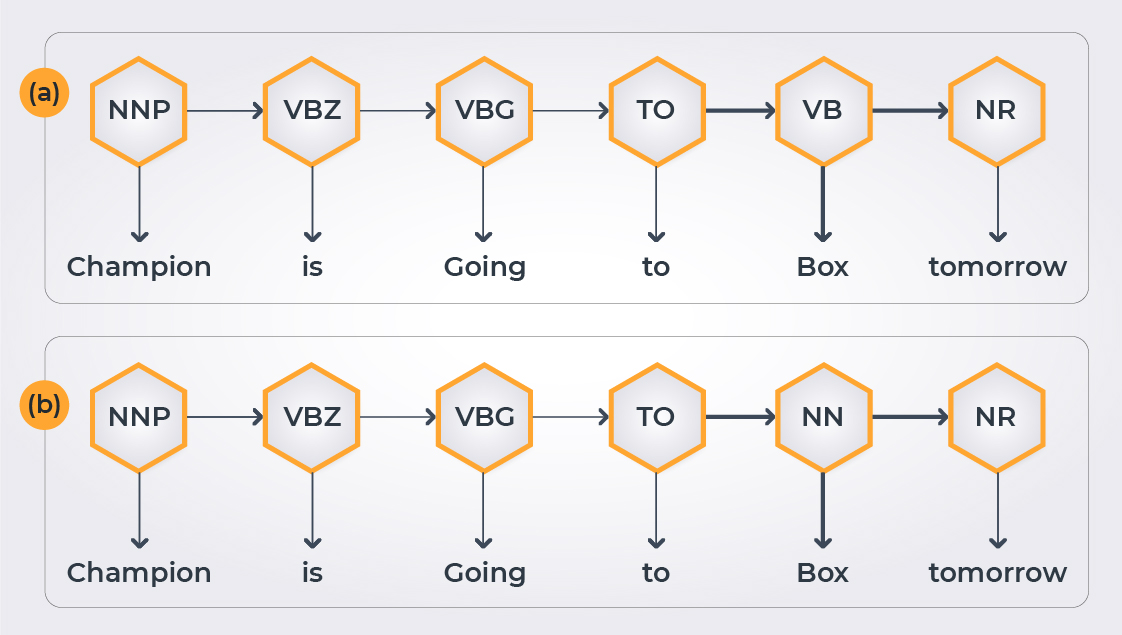 (a)
NNP VBZ VBG TO VB NR
Champion is Going to Box tomorrow
(b)
NNP VBZ VBG TO NN NR
Champion is Going to Box tomorrow